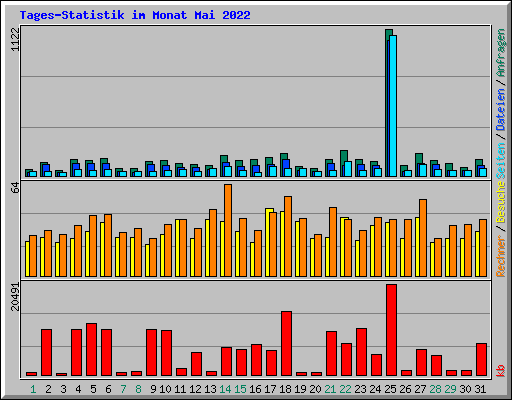 Tages-Statistik im Monat Mai 2022
1122
64
20491
Rechner / Besuche Seiten / Dateien / Anfragen
kb
1 2 3 4 5 6 7 8 9 10 11 12 13 14 15 16 17 18 19 20 21 22 23 24 25 26 27 28 29 30 31